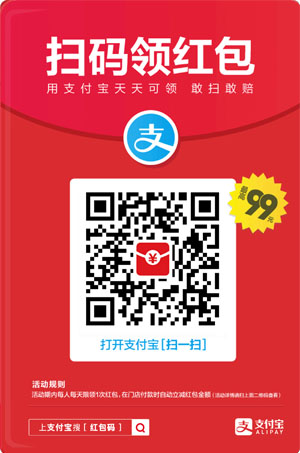 扫码领红包
用支付宝天天可领 敢扫敢赔
支
最高
99
元
¥
打开支付宝[扫一扫]
活动规则
活动期内每人每天限领1次红包,在门店付款时自动立减红包金额(活动详情请扫上面二维码查看)
上支付宝搜[红包码]
支 支付宝
ALIPAY